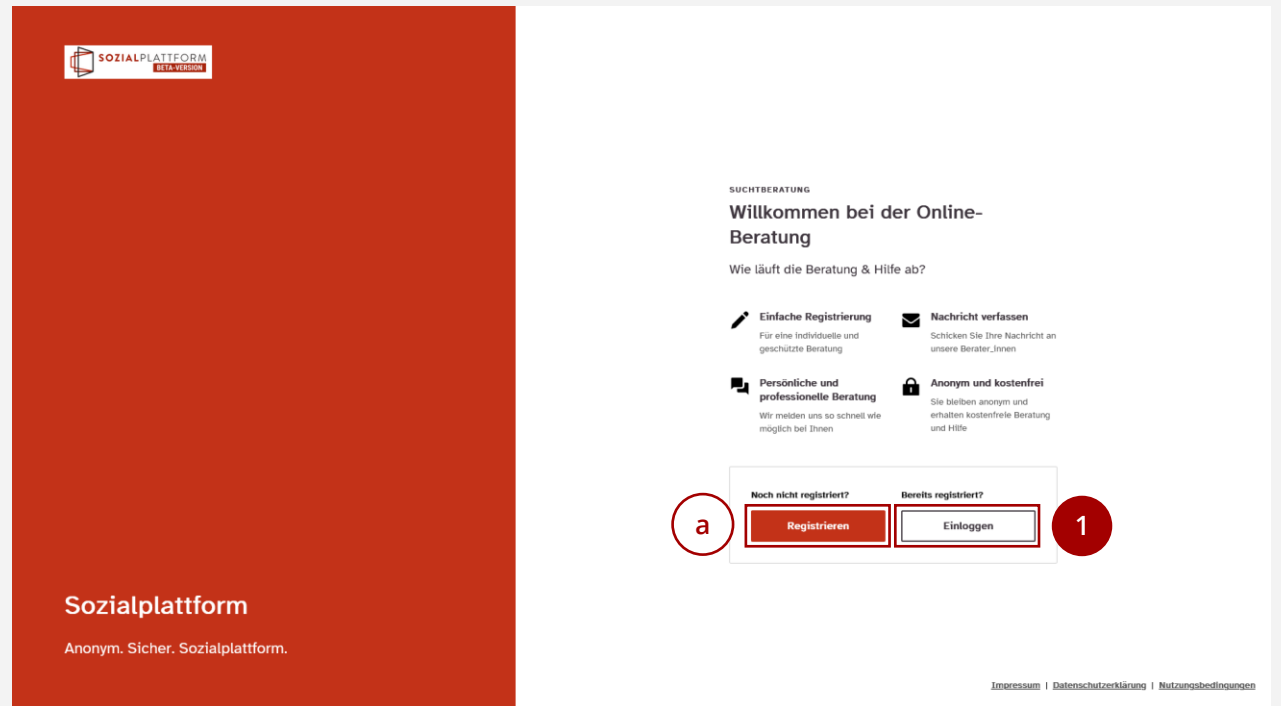 SOZIALPLATTFORM
BETA-VERSION
Sozialplattform
Anonym. Sicher. Sozialplattform.
SUCHTBERATUNG
Willkommen bei der Online-
Beratung
Wie läuft die Beratung & Hilfe ab?
Einfache Registrierung
Für eine individuelle und
geschützte Beratung
Nachricht verfassen
Schicken Sie Ihre Nachricht an
unsere Berater_innen
Persönliche und
professionelle Beratung
Wir melden uns so schnell wie
möglich bei Ihnen
Anonym und kostenfrei
Sie bleiben anonym und
erhalten kostenfreie Beratung
und Hilfe
Noch nicht registriert?
Bereits registriert?
a
Registrieren
Einloggen
1
Impressum | Datenschutzerklärung | Nutzungsbedingungen